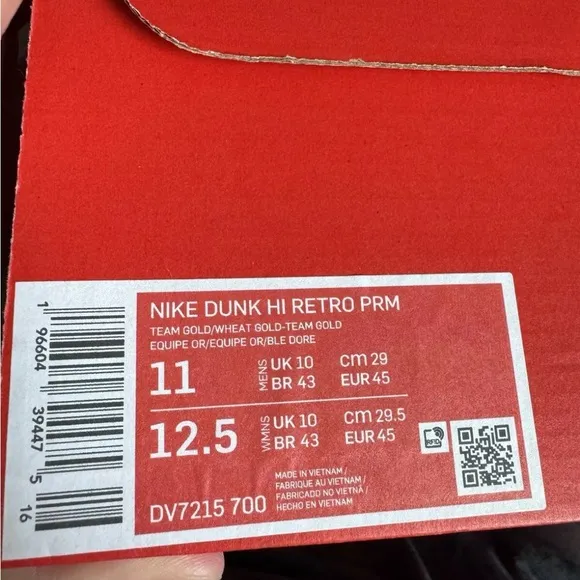 NIKE DUNK HI RETRO PRM
TEAM GOLD/WHEAT GOLD-TEAM GOLD
EQUIPE OR/EQUIPE OR/BLE DORE
11 MENS UK 10 CM 29
BR 43 EUR 45
12.5 WMNS UK 10 CM 29.5
BR 43 EUR 45
RFID
MADE IN VIETNAM /
FABRIQUE AU VIETNAM /
FABRICADO NO VIETNÃ /
HECHO EN VIETNAM
DV7215 700
1 96604 39447 5
16